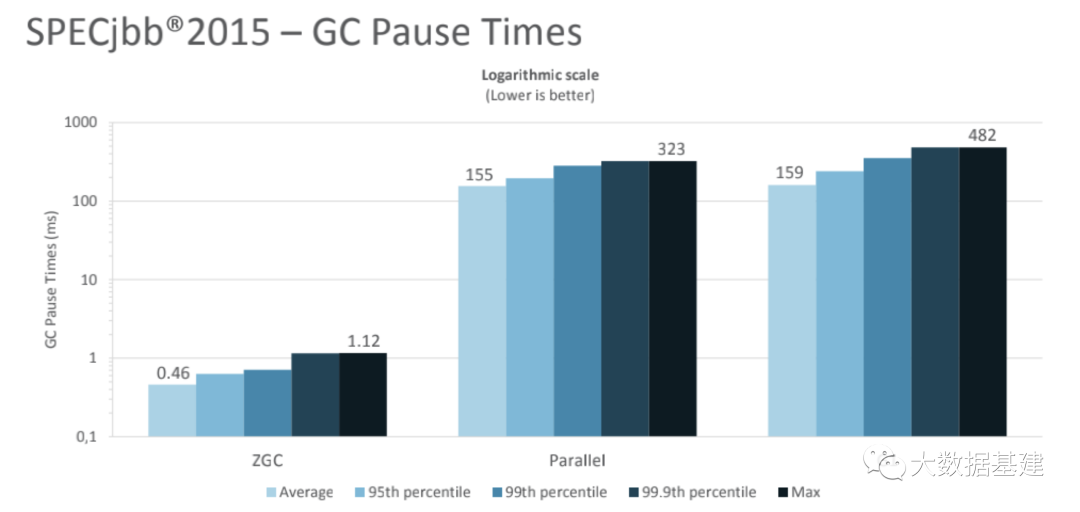 SPECjbb®2015 – GC Pause Times
Logarithmic scale
(Lower is better)
GC Pause Times (ms)
1000
100
10
1
0,1
0.46
1.12
155
323
159
482
ZGC
Parallel
大数据基建
Average
95th percentile
99th percentile
99.9th percentile
Max